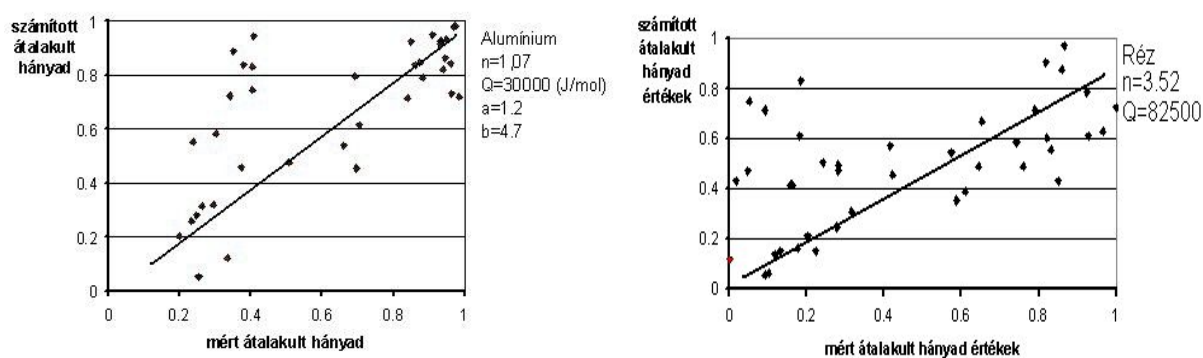 számított
átalakult
hányad
1
0.8
0.6
0.4
0.2
0
0
0.2
0.4
0.6
0.8
1
mért átalakult hányad
Alumínium
n=1,07
Q=30000 (J/mol)
a=1.2
b=4.7
számított
átalakult
hányad
értékek
1
0.8
0.6
0.4
0.2
0
0
0.2
0.4
0.6
0.8
1
mért átalakult hányad értékek
Réz
n=3.52
Q=82500